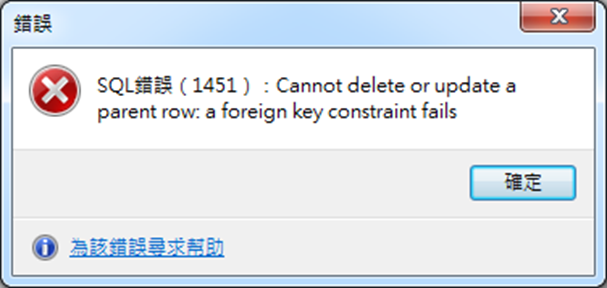 錯誤
SQL錯誤（1451）：Cannot delete or update a
parent row: a foreign key constraint fails
確定
為該錯誤尋求幫助